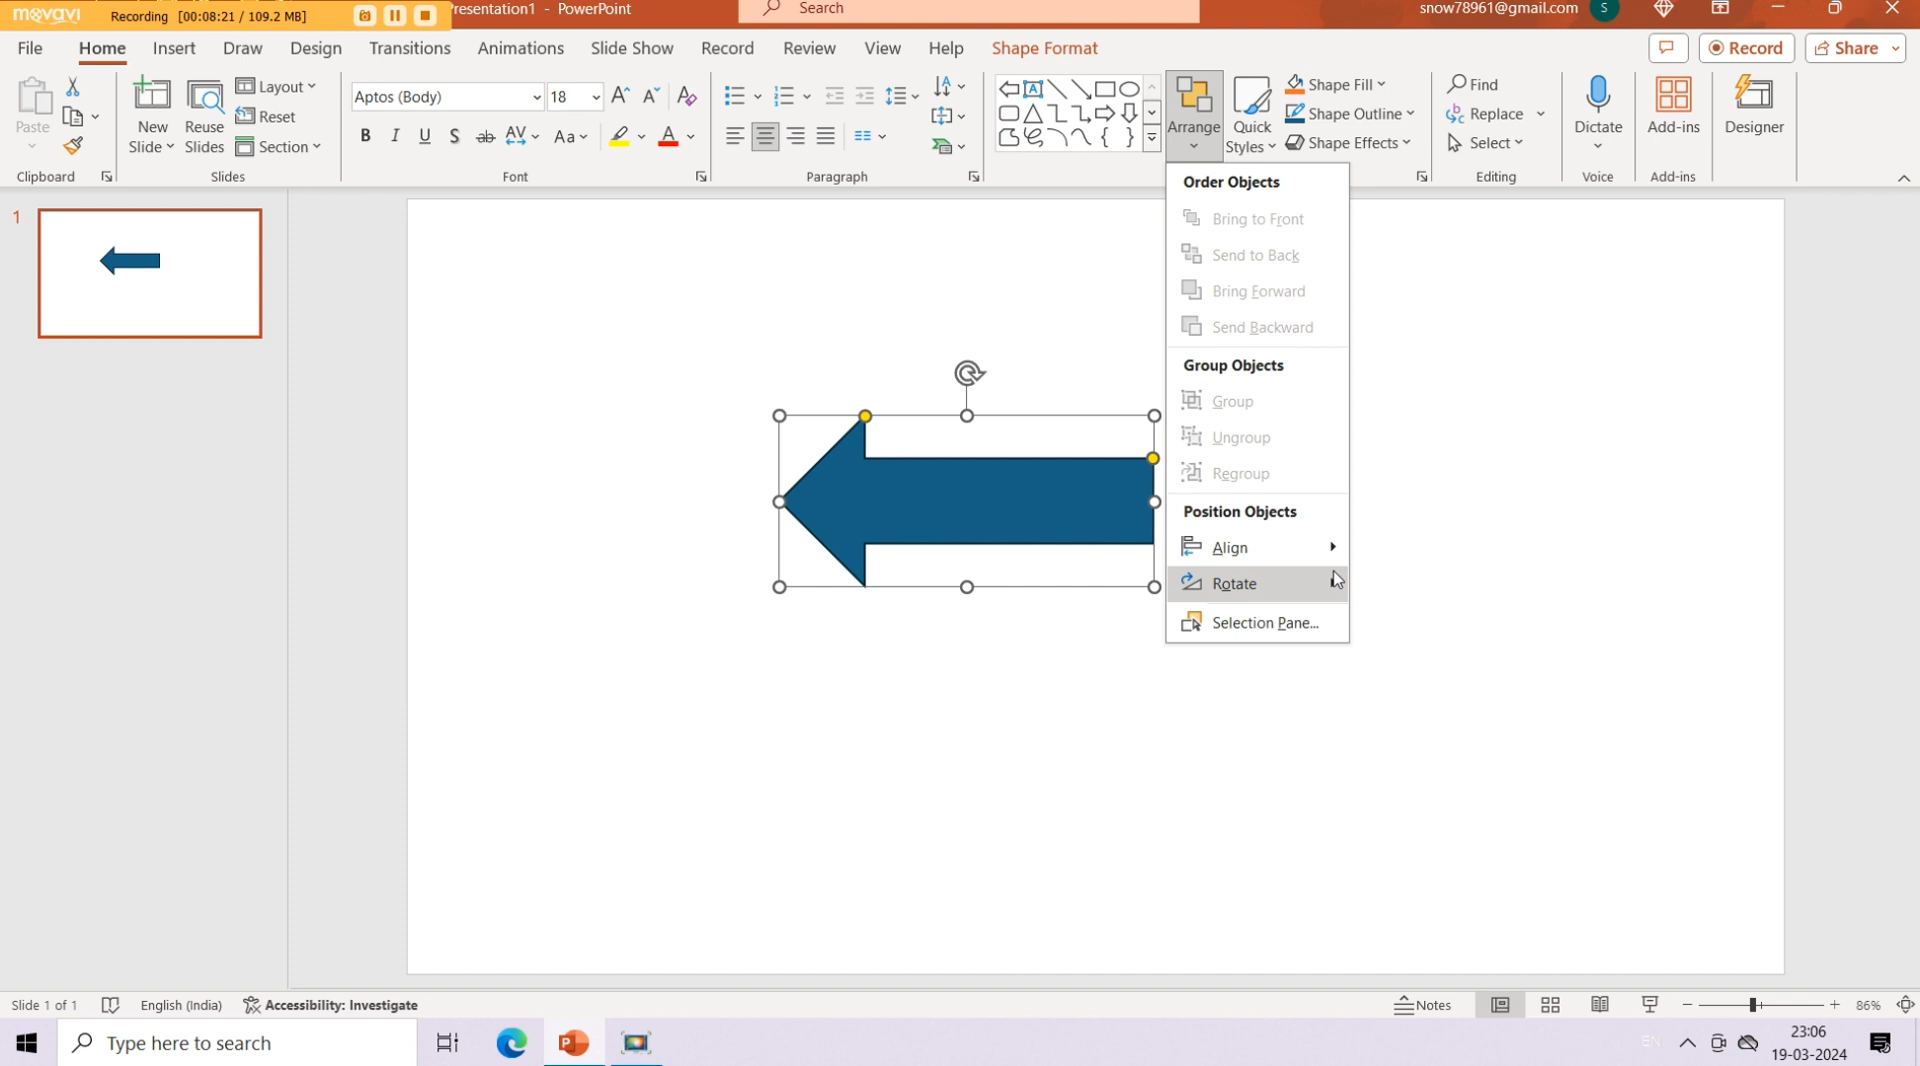 movavi Recording [00:08:21 / 109.2 MB] resentation1 - PowerPoint Search snow78961@gmail.com S
File Home Insert Draw Design Transitions Animations Slide Show Record Review View Help Shape Format Record Share
Paste
New Slide
Reuse Slides
Layout
Reset
Section
Aptos (Body) 18
B I U S ab AV Aa A
Arrange
Quick Styles
Shape Fill
Shape Outline
Shape Effects
Find
Replace
Select
Dictate
Add-ins
Designer
Clipboard Slides Font Paragraph Editing Voice Add-ins
1
Order Objects
Bring to Front
Send to Back
Bring Forward
Send Backward
Group Objects
Group
Ungroup
Regroup
Position Objects
Align
Rotate
Selection Pane...
Slide 1 of 1 English (India) Accessibility: Investigate Notes 86%
Type here to search EN 23:06
19-03-2024